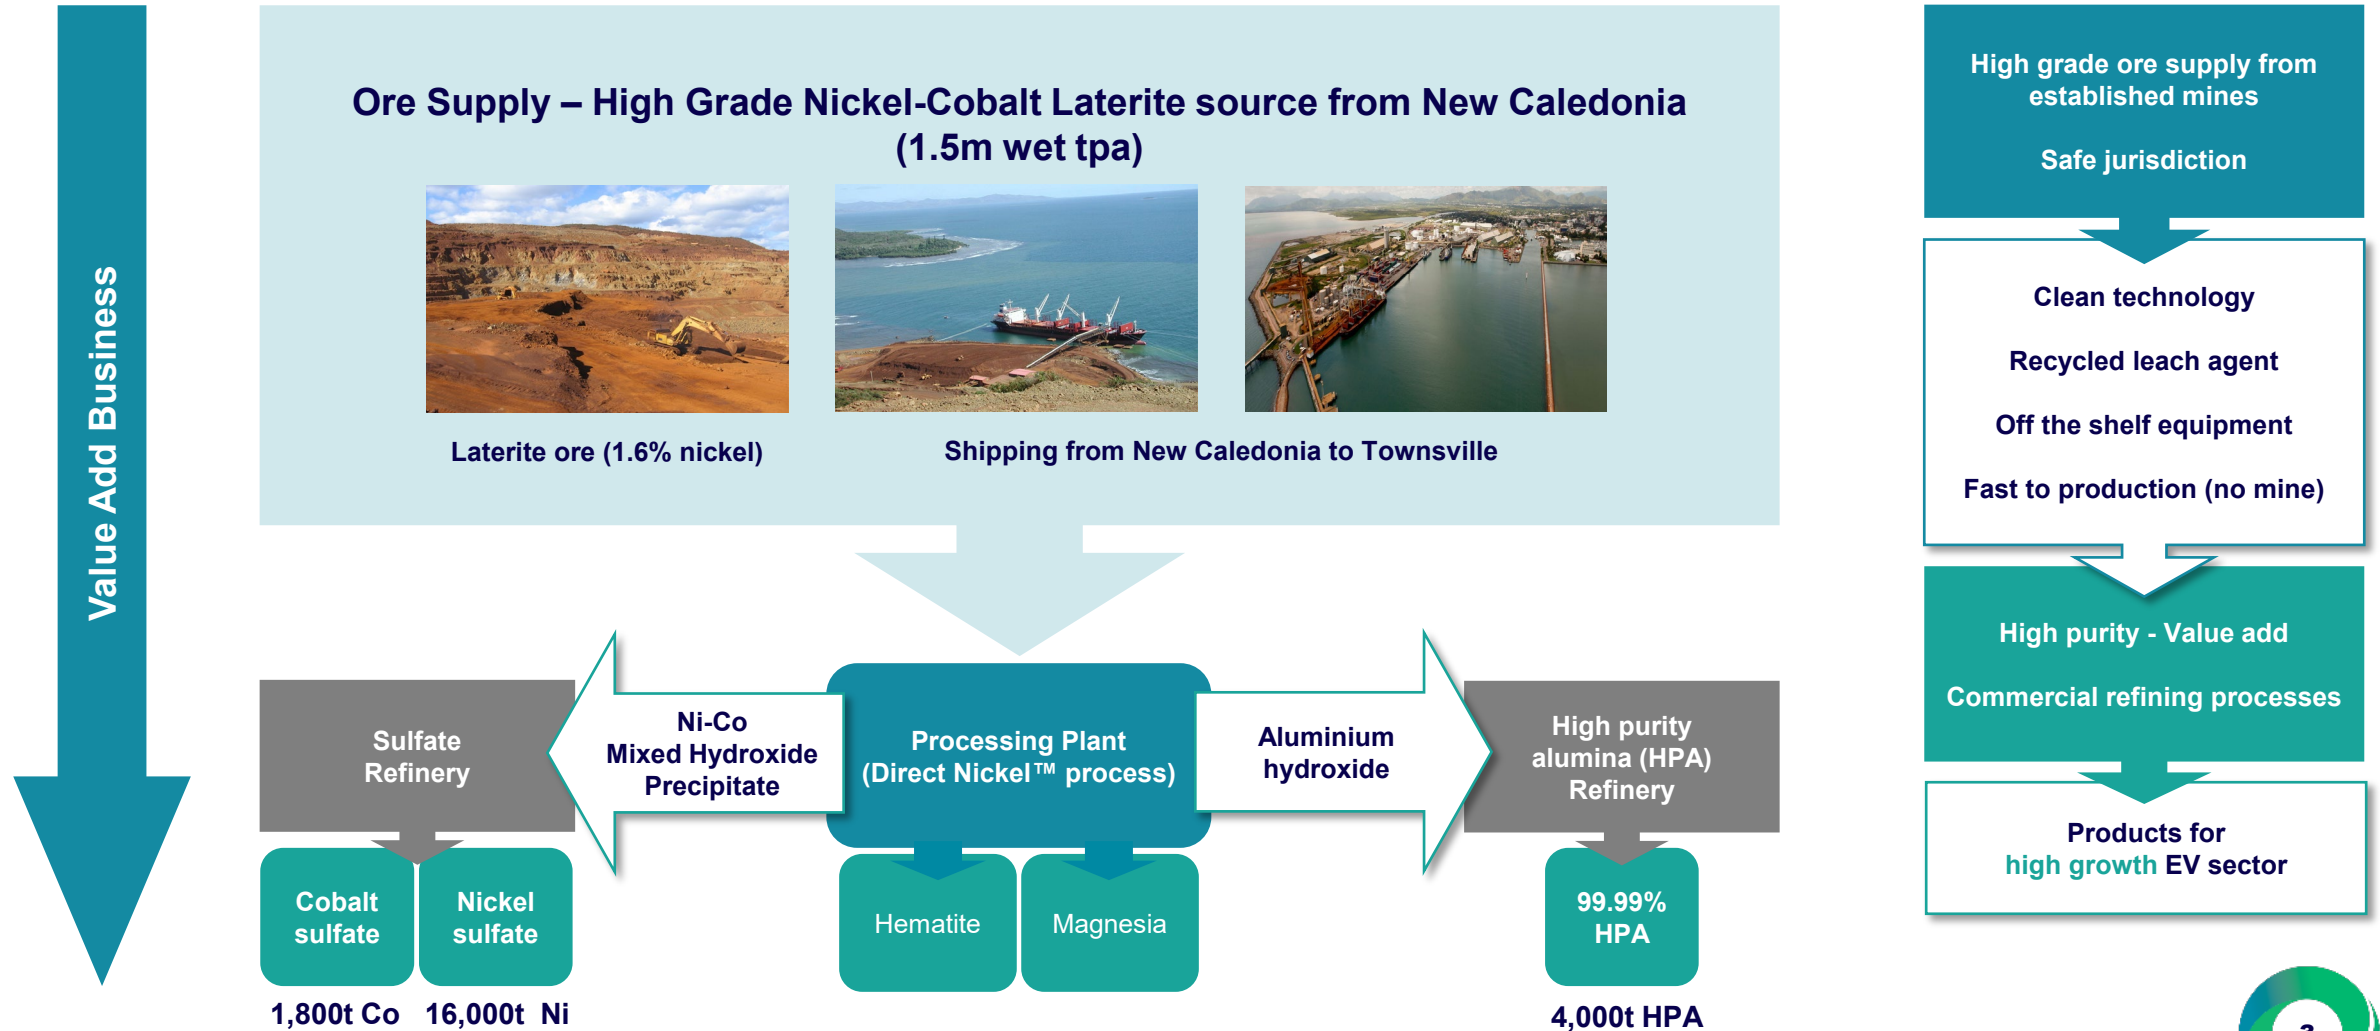 Value Add Business
Ore Supply – High Grade Nickel-Cobalt Laterite source from New Caledonia
(1.5m wet tpa)
Laterite ore (1.6% nickel)
Shipping from New Caledonia to Townsville
Sulfate
Refinery
Ni-Co
Mixed Hydroxide
Precipitate
Processing Plant
(Direct Nickel™ process)
Aluminium
hydroxide
High purity
alumina (HPA)
Refinery
Cobalt
sulfate
Nickel
sulfate
Hematite
Magnesia
99.99%
HPA
1,800t Co
16,000t Ni
4,000t HPA
High grade ore supply from
established mines
Safe jurisdiction
Clean technology
Recycled leach agent
Off the shelf equipment
Fast to production (no mine)
High purity - Value add
Commercial refining processes
Products for
high growth EV sector